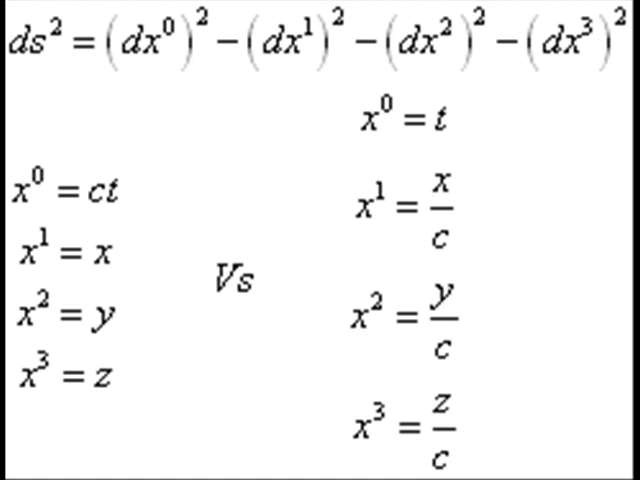 ds² = (dx⁰)² − (dx¹)² − (dx²)² − (dx³)²
x⁰ = ct
x¹ = x
x² = y
x³ = z
Vs
x⁰ = t
x¹ = x/c
x² = y/c
x³ = z/c